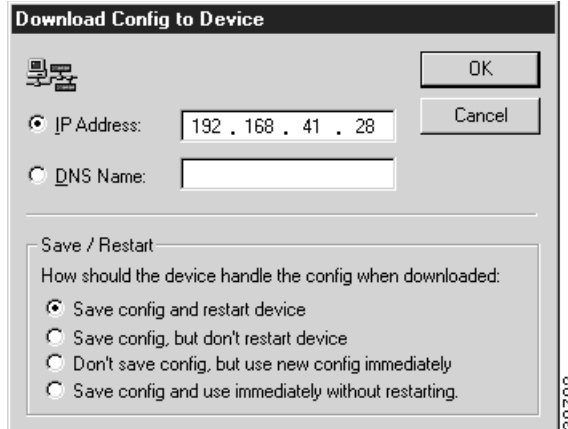 Download Config to Device
OK
IP Address: 192 . 168 . 41 . 28
Cancel
DNS Name:
Save / Restart
How should the device handle the config when downloaded:
Save config and restart device
Save config, but don't restart device
Don't save config, but use new config immediately
Save config and use immediately without restarting.